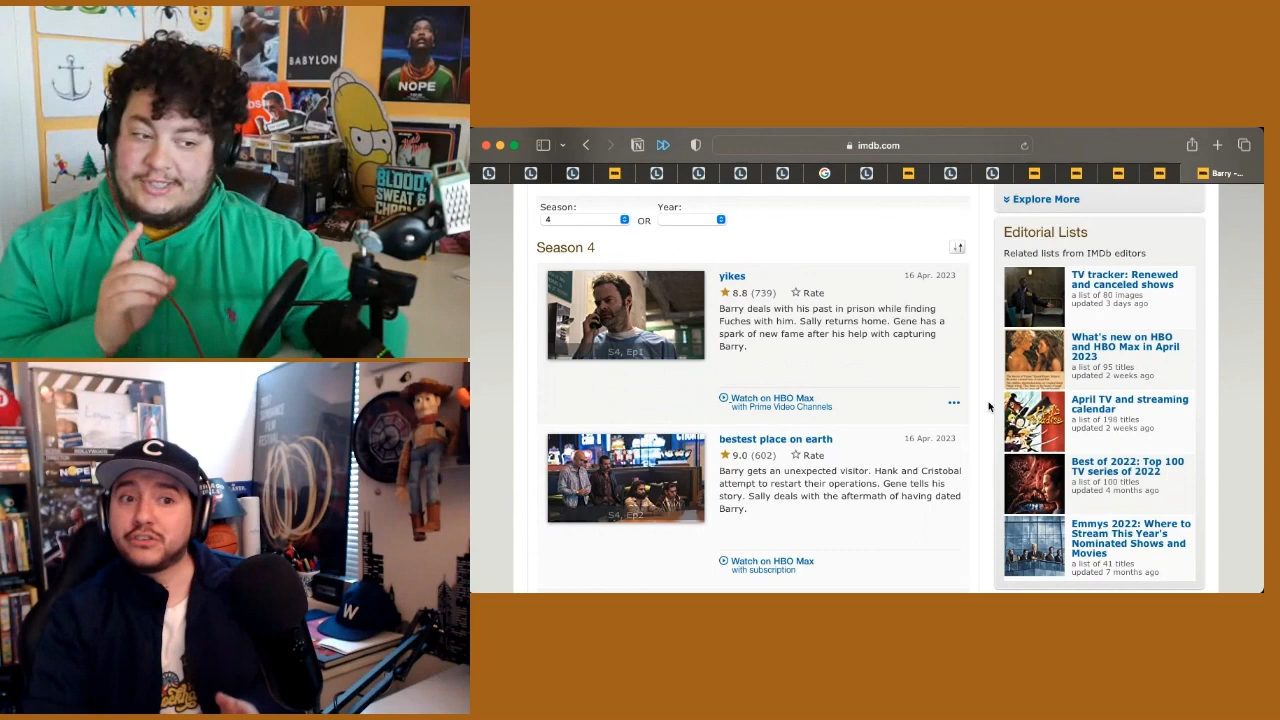 BABYLON
NOPE
BLOOD,
SWEAT &
CHROME
HOLLYWOOD
NOPE
FILM
C
W
imdb.com
Barry -...
Season:
4
OR
Year:
Season 4
yikes
16 Apr. 2023
8.8 (739)
Rate
Barry deals with his past in prison while finding
Fuches with him. Sally returns home. Gene has a
spark of new fame after his help with capturing
Barry.
S4, Ep1
Watch on HBO Max
with Prime Video Channels
bestest place on earth
16 Apr. 2023
9.0 (602)
Rate
Barry gets an unexpected visitor. Hank and Cristobal
attempt to restart their operations. Gene tells his
story. Sally deals with the aftermath of having dated
Barry.
S4, Ep2
Watch on HBO Max
with subscription
Explore More
Editorial Lists
Related lists from IMDb editors
TV tracker: Renewed
and canceled shows
a list of 80 images
updated 3 days ago
What's new on HBO
and HBO Max in April
2023
a list of 95 titles
updated 2 weeks ago
April TV and streaming
calendar
a list of 198 titles
updated 2 weeks ago
Best of 2022: Top 100
TV series of 2022
a list of 100 titles
updated 4 months ago
Emmys 2022: Where to
Stream This Year's
Nominated Shows and
Movies
a list of 41 titles
updated 7 months ago